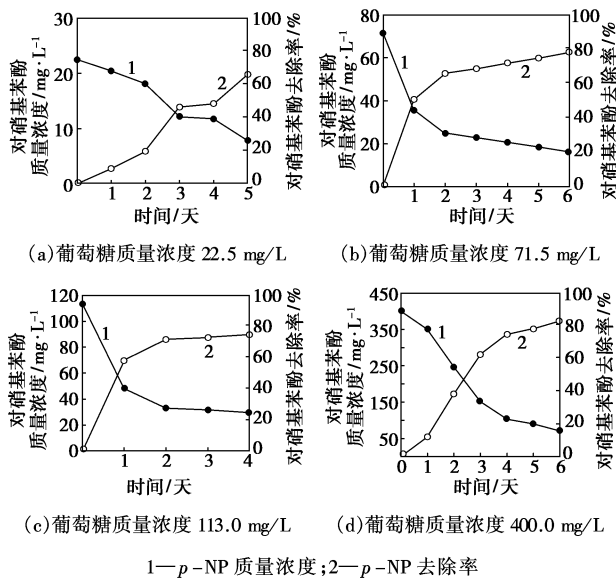 对硝基苯酚
质量浓度/mg·L⁻¹
30
20
10
0
1
2
100
80
60
40
20
0
对硝基苯酚去除率/%
1 2 3 4 5
时间/天
(a)葡萄糖质量浓度 22.5 mg/L
对硝基苯酚
质量浓度/mg·L⁻¹
80
60
40
20
0
1
2
100
80
60
40
20
0
对硝基苯酚去除率/%
1 2 3 4 5 6
时间/天
(b)葡萄糖质量浓度 71.5 mg/L
对硝基苯酚
质量浓度/mg·L⁻¹
120
100
80
60
40
20
0
1
2
100
80
60
40
20
0
对硝基苯酚去除率/%
1 2 3 4
时间/天
(c)葡萄糖质量浓度 113.0 mg/L
对硝基苯酚
质量浓度/mg·L⁻¹
450
350
250
150
50
1
2
100
80
60
40
20
0
对硝基苯酚去除率/%
0 1 2 3 4 5 6
时间/天
(d)葡萄糖质量浓度 400.0 mg/L
1—p-NP 质量浓度;2—p-NP 去除率